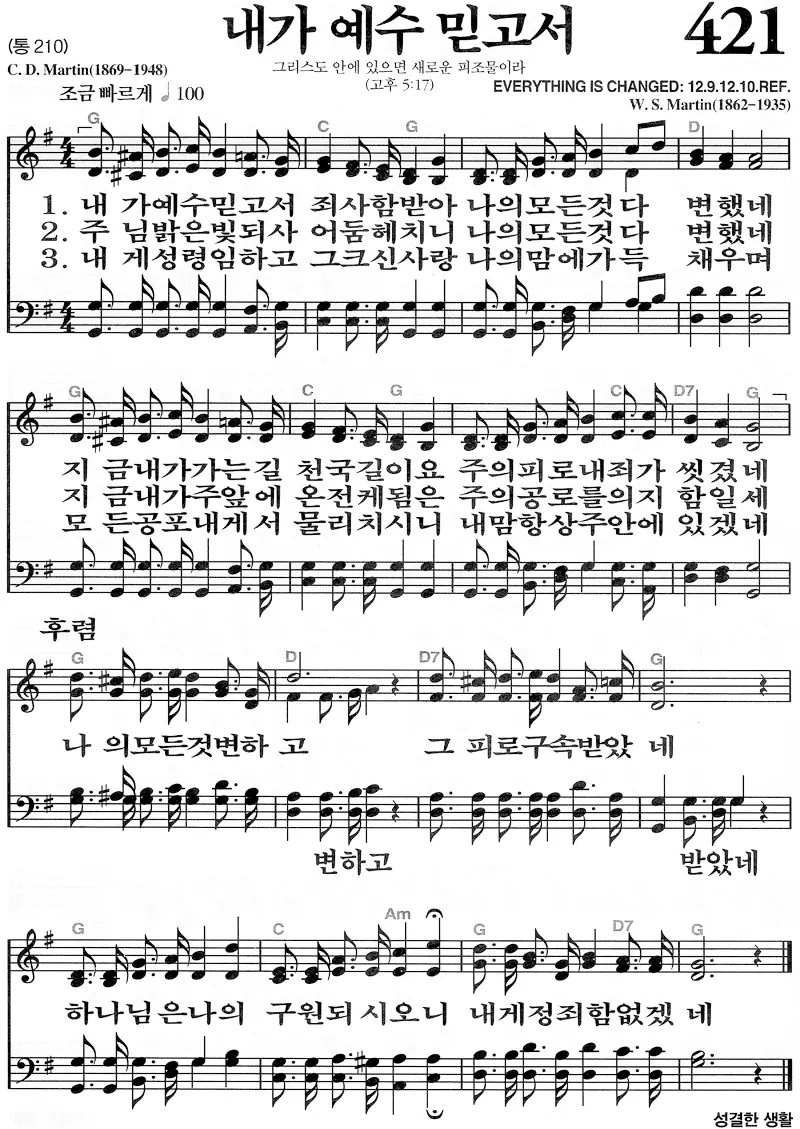 내가 예수 믿고서
421
(통 210)
C. D. Martin(1869–1948)
그리스도 안에 있으면 새로운 피조물이라
(고후 5:17)
EVERYTHING IS CHANGED: 12.9.12.10.REF.
조금 빠르게 ♩ 100
W. S. Martin(1862–1935)
G C G D
1. 내 가예수믿고서 죄사함받아 나의모든것다 변했네
2. 주 님밝은빛되사 어둠헤치니 나의모든것다 변했네
3. 내 게성령임하고 그크신사랑 나의맘에가득 채우며
G C G C D7 G
지 금내가가는길 천국길이요 주의피로내죄가 씻겼네
지 금내가주앞에 온전케됨은 주의공로를의지 함일세
모 든공포내게서 물리치시니 내맘항상주안에 있겠네
후렴
G D D7 G
나 의모든것변하 고 그 피로구속받았 네
변하고 받았네
G C Am G D7 G
하나님은나의 구원되시오니 내게정죄함없겠 네
성결한 생활